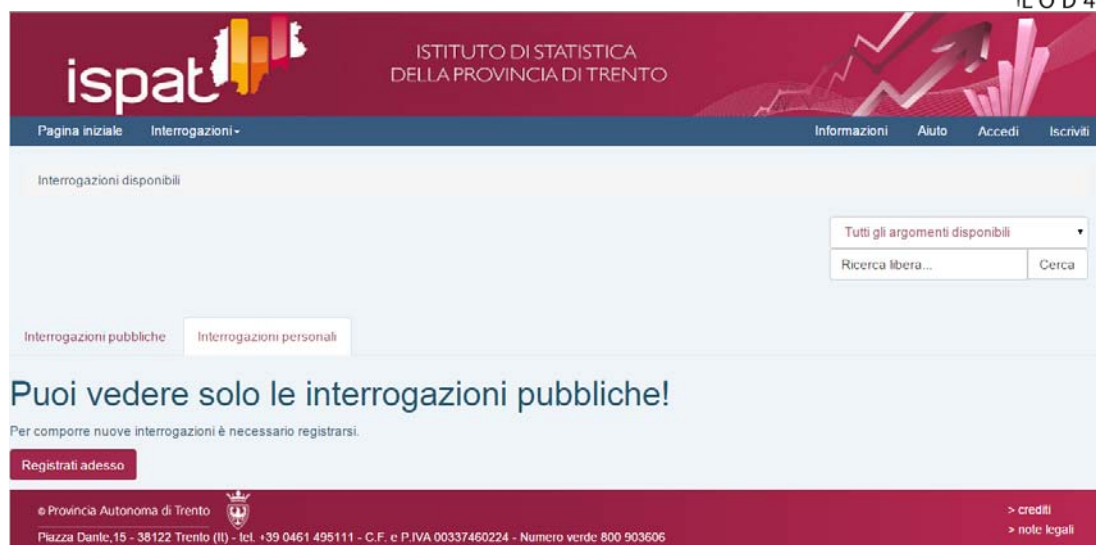 ispat
ISTITUTO DI STATISTICA
DELLA PROVINCIA DI TRENTO
Pagina iniziale Interrogazioni Informazioni Aiuto Accedi Iscriviti
Interrogazioni disponibili
Tutti gli argomenti disponibili
Ricerca libera... Cerca
Interrogazioni pubbliche Interrogazioni personali
Puoi vedere solo le interrogazioni pubbliche!
Per comporre nuove interrogazioni è necessario registrarsi.
Registrati adesso
© Provincia Autonoma di Trento > crediti
Piazza Dante,15 - 38122 Trento (It) - tel. +39 0461 495111 - C.F. e P.IVA 00337460224 - Numero verde 800 903606 > note legali